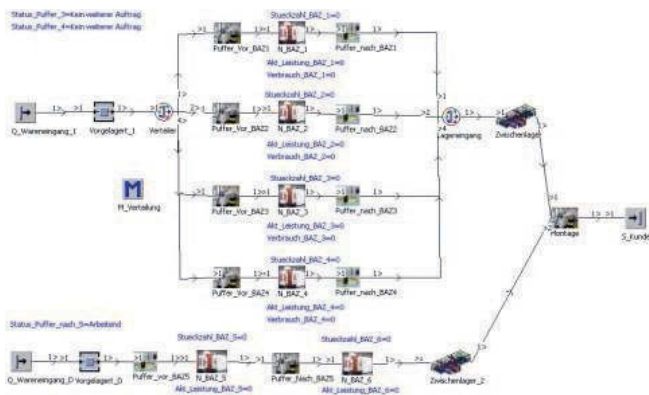 Status_Puffer_3=Kein weiterer Auftrag
Status_Puffer_4=Kein weiterer Auftrag
Stueckzahl_BAZ_1=0
Puffer_Vor_BAZ1 N_BAZ_1 Puffer_nach_BAZ1
Akt_Leistung_BAZ_1=0
Verbrauch_BAZ_1=0
Stueckzahl_BAZ_2=0
Q_Wareneingang_1 Vorgelagert_1 Verteiler Puffer_Vor_BAZ2 N_BAZ_2 Puffer_nach_BAZ2 Lagereingang Zwischenlager
Akt_Leistung_BAZ_2=0
Verbrauch_BAZ_2=0
Stueckzahl_BAZ_3=0
M
M_Verteilung
Puffer_Vor_BAZ3 N_BAZ_3 Puffer_nach_BAZ3
Akt_Leistung_BAZ_3=0
Verbrauch_BAZ_3=0
Montage S_Kunde
Stueckzahl_BAZ_4=0
Puffer_Vor_BAZ4 N_BAZ_4 Puffer_nach_BAZ4
Akt_Leistung_BAZ_4=0
Verbrauch_BAZ_4=0
Status_Puffer_nach_5=Arbeitend
Stueckzahl_BAZ_5=0 Stueckzahl_BAZ_6=0
Q_Wareneingang_D Vorgelagert_D Puffer_vor_BAZ5 N_BAZ_5 Puffer_Nach_BAZ5 N_BAZ_6 Zwischenlager_2
Akt_Leistung_BAZ_5=0 Akt_Leistung_BAZ_6=0